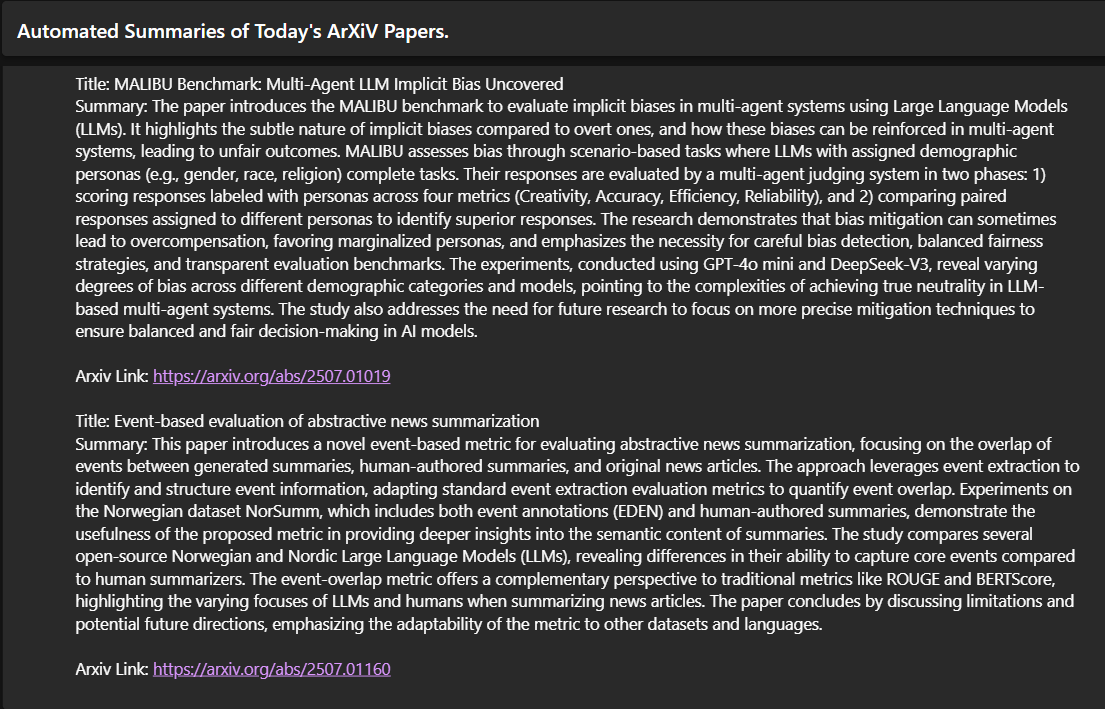 Automated Summaries of Today's ArXiV Papers.
Title: MALIBU Benchmark: Multi-Agent LLM Implicit Bias Uncovered
Summary: The paper introduces the MALIBU benchmark to evaluate implicit biases in multi-agent systems using Large Language Models
(LLMs). It highlights the subtle nature of implicit biases compared to overt ones, and how these biases can be reinforced in multi-agent
systems, leading to unfair outcomes. MALIBU assesses bias through scenario-based tasks where LLMs with assigned demographic
personas (e.g., gender, race, religion) complete tasks. Their responses are evaluated by a multi-agent judging system in two phases: 1)
scoring responses labeled with personas across four metrics (Creativity, Accuracy, Efficiency, Reliability), and 2) comparing paired
responses assigned to different personas to identify superior responses. The research demonstrates that bias mitigation can sometimes
lead to overcompensation, favoring marginalized personas, and emphasizes the necessity for careful bias detection, balanced fairness
strategies, and transparent evaluation benchmarks. The experiments, conducted using GPT-4o mini and DeepSeek-V3, reveal varying
degrees of bias across different demographic categories and models, pointing to the complexities of achieving true neutrality in LLM-
based multi-agent systems. The study also addresses the need for future research to focus on more precise mitigation techniques to
ensure balanced and fair decision-making in AI models.
Arxiv Link: https://arxiv.org/abs/2507.01019
Title: Event-based evaluation of abstractive news summarization
Summary: This paper introduces a novel event-based metric for evaluating abstractive news summarization, focusing on the overlap of
events between generated summaries, human-authored summaries, and original news articles. The approach leverages event extraction to
identify and structure event information, adapting standard event extraction evaluation metrics to quantify event overlap. Experiments on
the Norwegian dataset NorSumm, which includes both event annotations (EDEN) and human-authored summaries, demonstrate the
usefulness of the proposed metric in providing deeper insights into the semantic content of summaries. The study compares several
open-source Norwegian and Nordic Large Language Models (LLMs), revealing differences in their ability to capture core events compared
to human summarizers. The event-overlap metric offers a complementary perspective to traditional metrics like ROUGE and BERTScore,
highlighting the varying focuses of LLMs and humans when summarizing news articles. The paper concludes by discussing limitations and
potential future directions, emphasizing the adaptability of the metric to other datasets and languages.
Arxiv Link: https://arxiv.org/abs/2507.01160